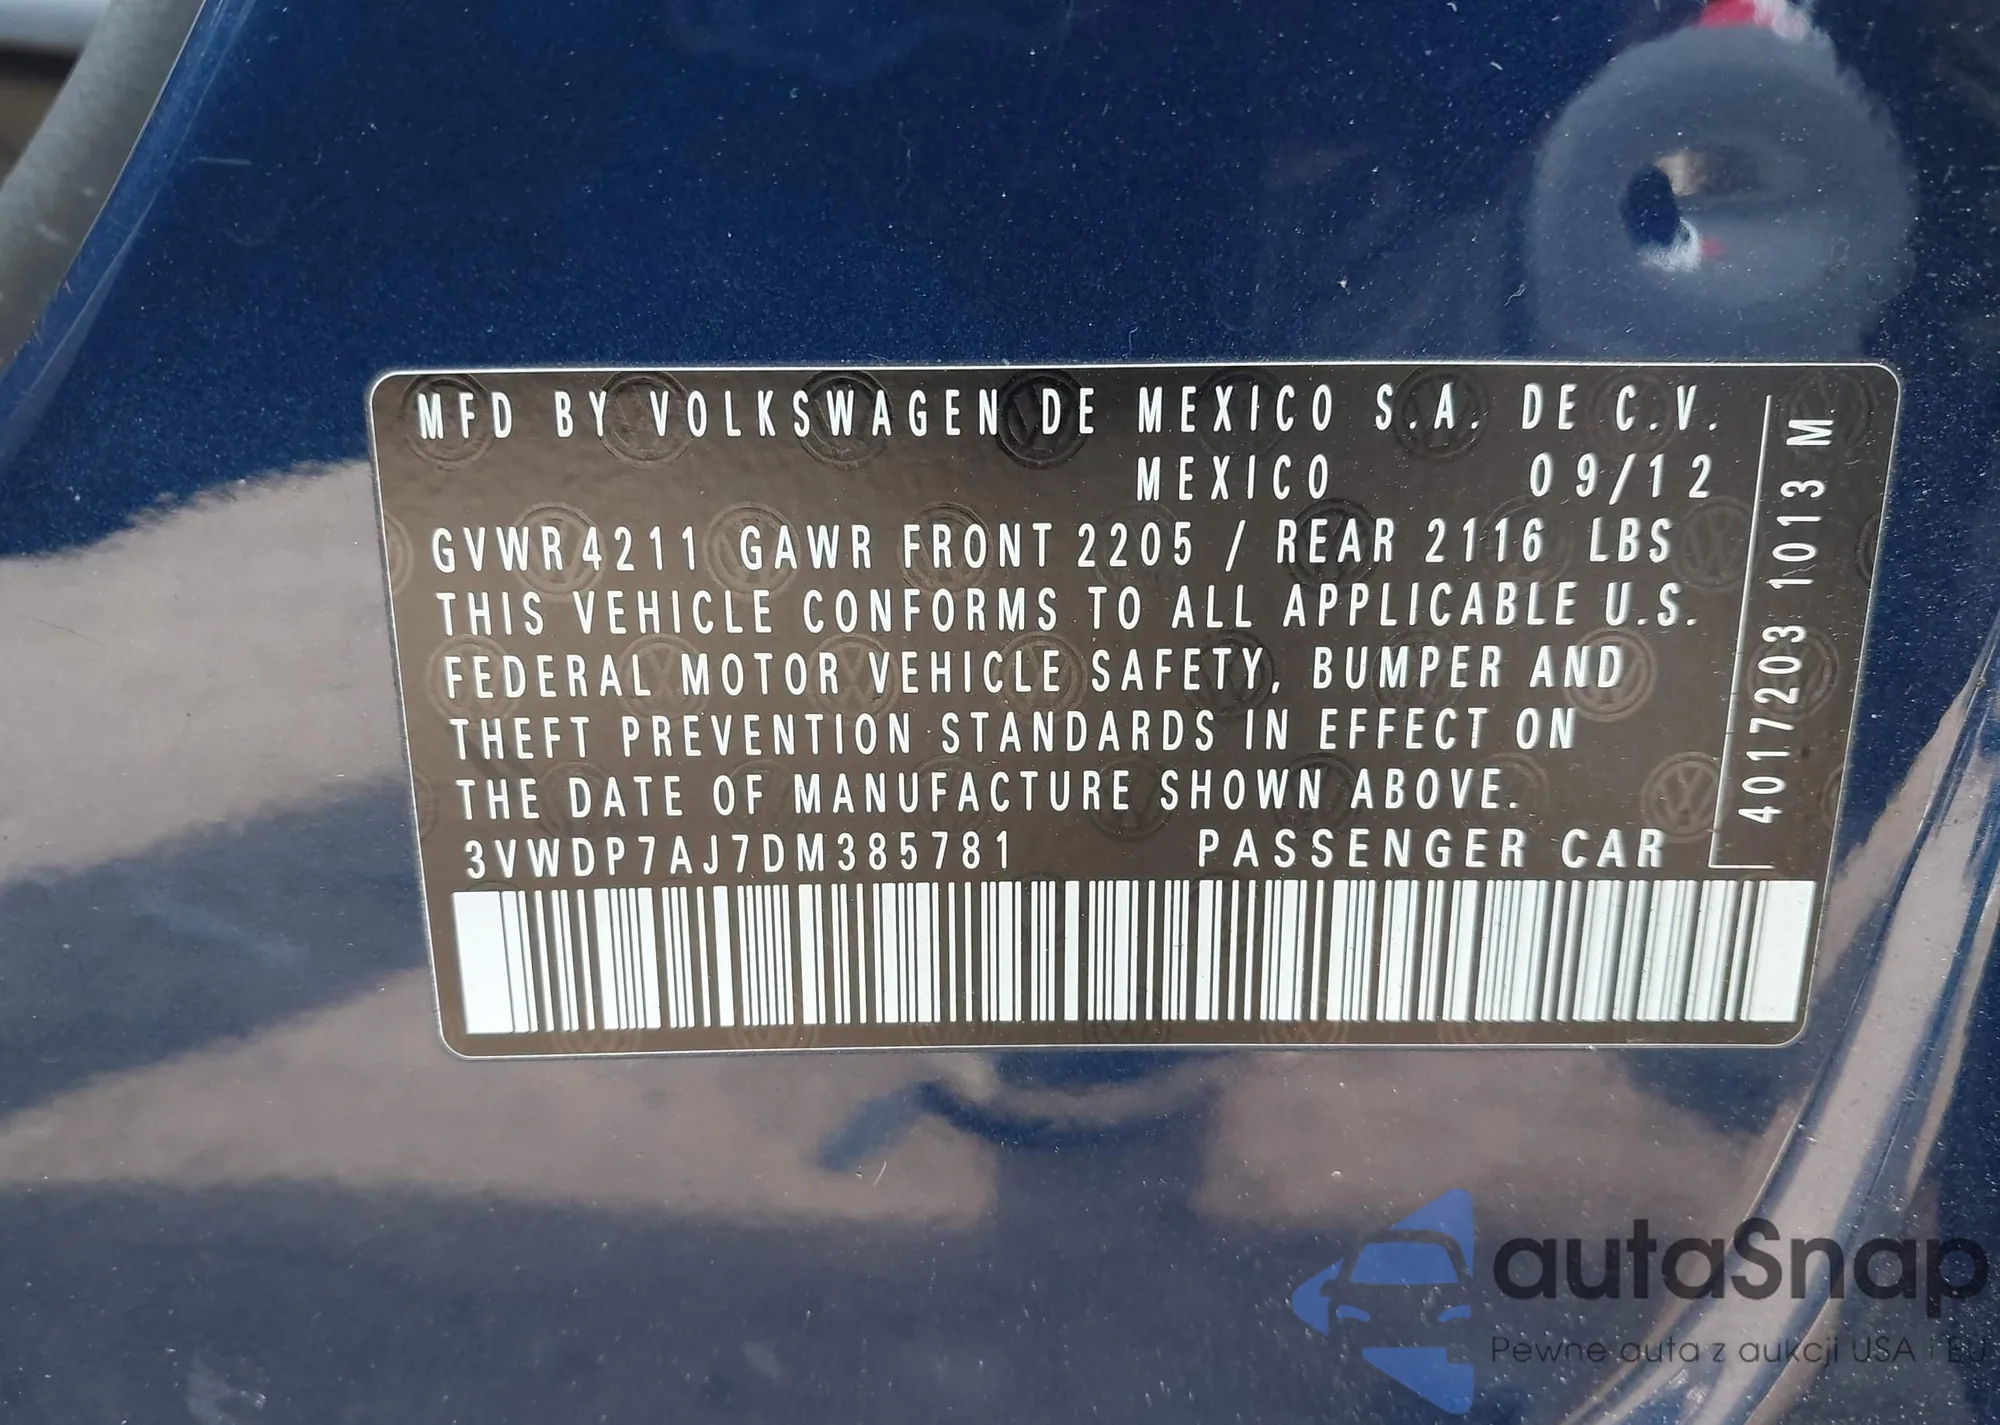 MFD BY VOLKSWAGEN DE MEXICO S.A. DE C.V.
MEXICO 09/12
GVWR 4211 GAWR FRONT 2205 / REAR 2116 LBS
THIS VEHICLE CONFORMS TO ALL APPLICABLE U.S.
FEDERAL MOTOR VEHICLE SAFETY, BUMPER AND
THEFT PREVENTION STANDARDS IN EFFECT ON
THE DATE OF MANUFACTURE SHOWN ABOVE.
3VWDP7AJ7DM385781 PASSENGER CAR
4017203 1013 M
autaSnap
Pewne auta z aukcji USA i EU